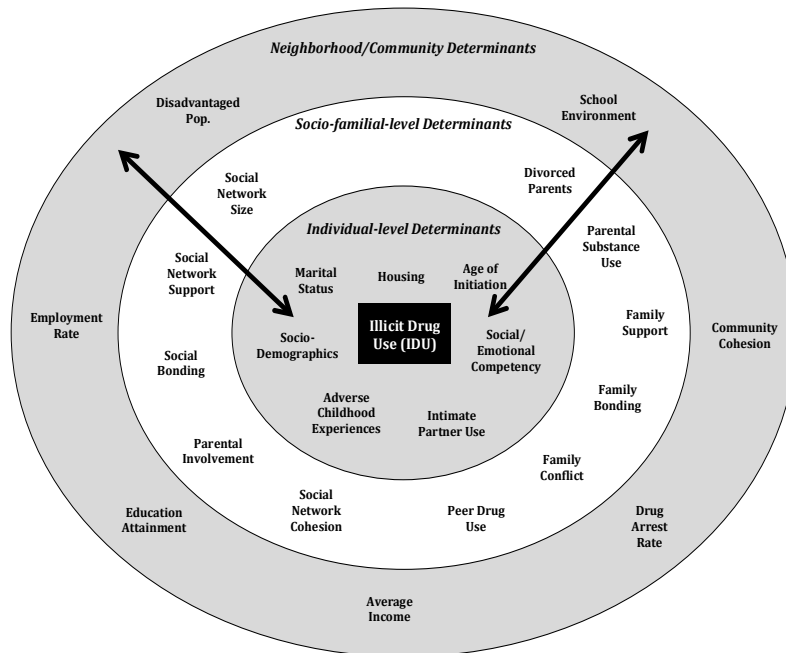 Neighborhood/Community Determinants
Disadvantaged
Pop.
School
Environment
Socio-familial-level Determinants
Social
Network
Size
Divorced
Parents
Individual-level Determinants
Parental
Substance
Use
Social
Network
Support
Marital
Status
Housing
Age of
Initiation
Employment
Rate
Illicit Drug
Use (IDU)
Family
Support
Community
Cohesion
Socio-
Demographics
Social/
Emotional
Competency
Social
Bonding
Family
Bonding
Adverse
Childhood
Experiences
Intimate
Partner Use
Parental
Involvement
Family
Conflict
Social
Network
Cohesion
Peer Drug
Use
Education
Attainment
Drug
Arrest
Rate
Average
Income